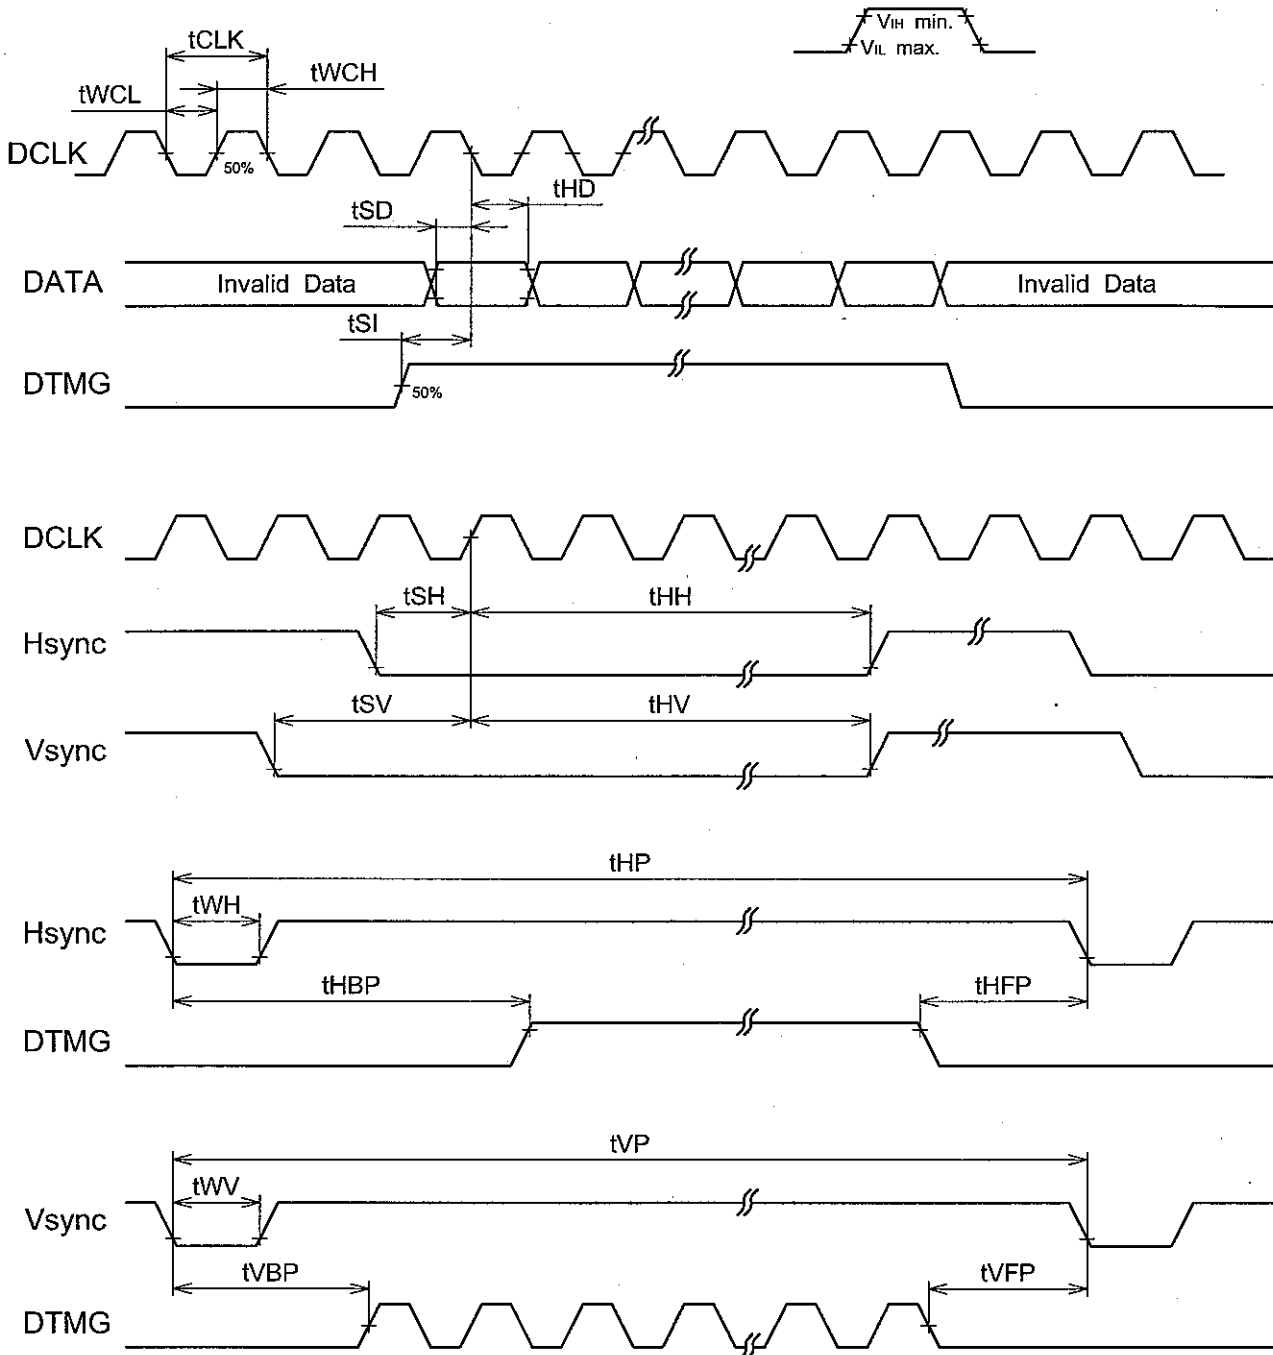 VIH min.
VIL max.
tCLK
tWCH
tWCL
DCLK
50%
tHD
tSD
DATA
Invalid Data
Invalid Data
tSI
DTMG
50%
DCLK
tSH
tHH
Hsync
tSV
tHV
Vsync
tHP
tWH
Hsync
tHBP
tHFP
DTMG
tVP
tWV
Vsync
tVBP
tVFP
DTMG